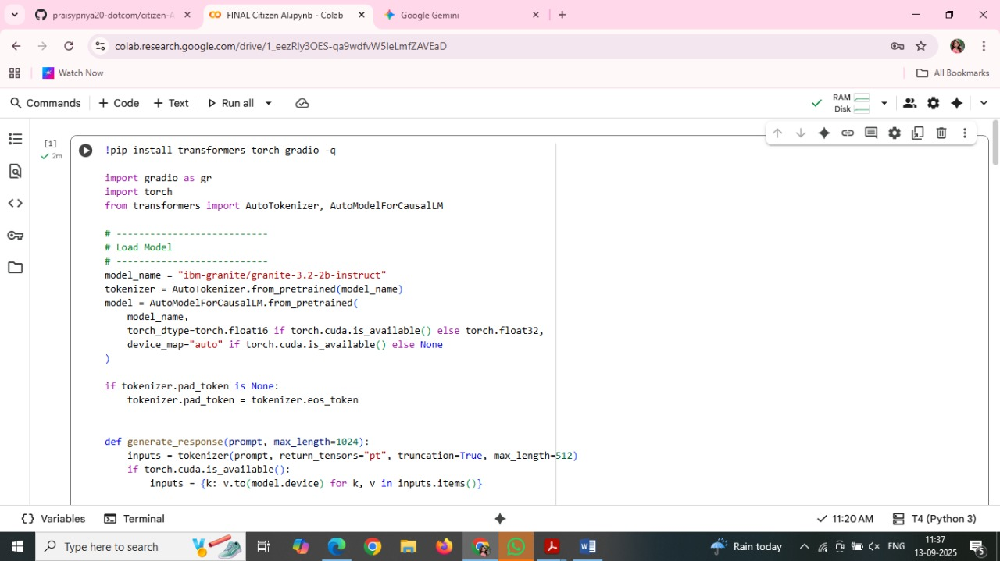 praisypriya20-dotcom/citizen-A
FINAL Citizen AI.ipynb - Colab
Google Gemini
colab.research.google.com/drive/1_eezRly3OES-qa9wdfvW5IeLmfZAVEaD
Watch Now
All Bookmarks
Commands + Code + Text Run all
RAM
Disk
[1]
2m
!pip install transformers torch gradio -q
import gradio as gr
import torch
from transformers import AutoTokenizer, AutoModelForCausalLM
# ---------------------------
# Load Model
# ---------------------------
model_name = "ibm-granite/granite-3.2-2b-instruct"
tokenizer = AutoTokenizer.from_pretrained(model_name)
model = AutoModelForCausalLM.from_pretrained(
    model_name,
    torch_dtype=torch.float16 if torch.cuda.is_available() else torch.float32,
    device_map="auto" if torch.cuda.is_available() else None
)
if tokenizer.pad_token is None:
    tokenizer.pad_token = tokenizer.eos_token
def generate_response(prompt, max_length=1024):
    inputs = tokenizer(prompt, return_tensors="pt", truncation=True, max_length=512)
    if torch.cuda.is_available():
        inputs = {k: v.to(model.device) for k, v in inputs.items()}
{} Variables Terminal
11:20 AM T4 (Python 3)
Type here to search
Rain today
ENG
11:37
13-09-2025
5